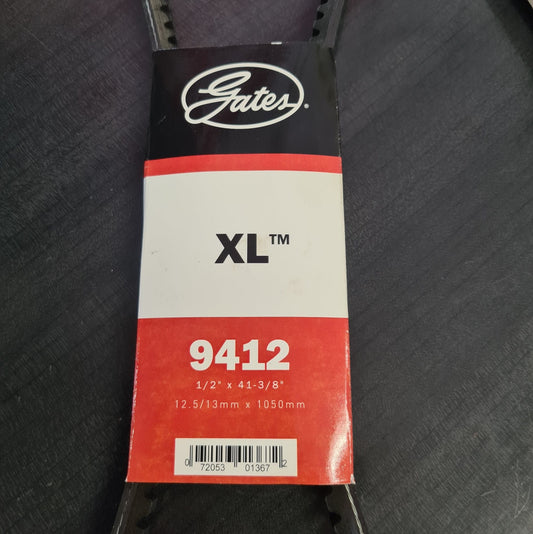 Gates®
XL™
9412
1/2" x 41-3/8"
12.5/13mm x 1050mm
0 72053 01367 2